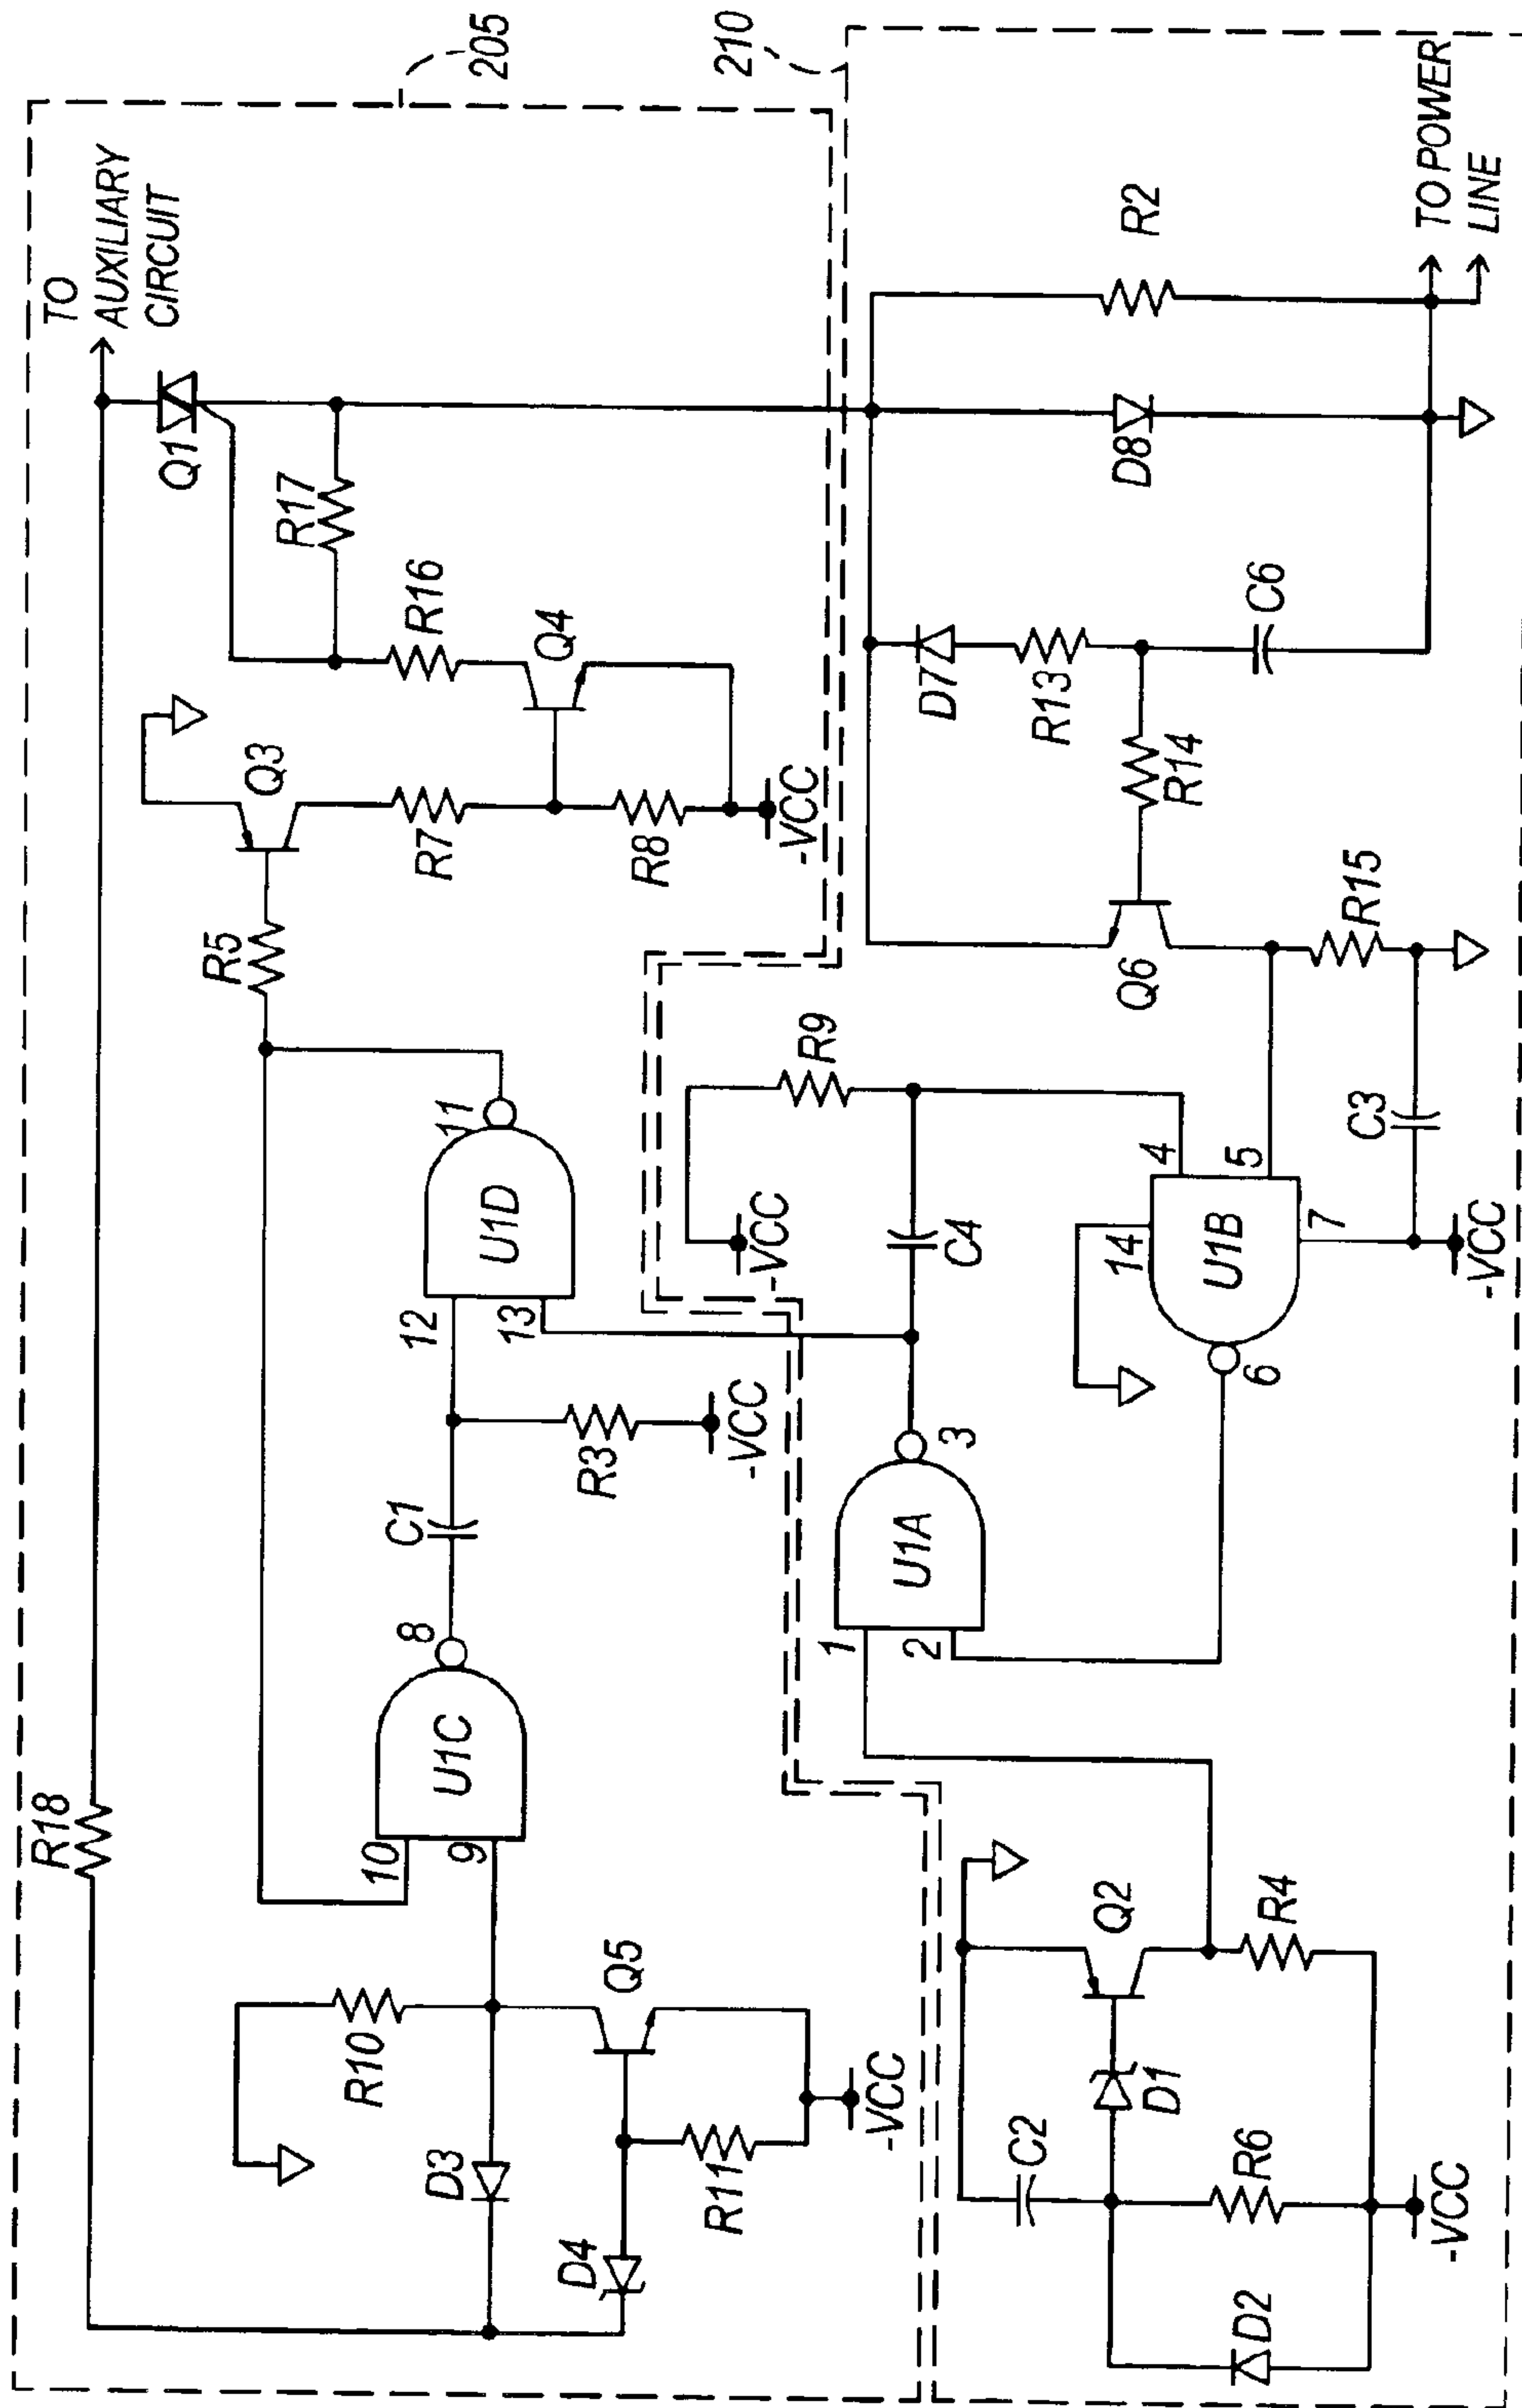 205
210
TO
AUXILIARY
CIRCUIT
Q1
R17
R16
Q4
Q3
R7
R8
-VCC
R5
11
U1D
12
13
C1
R3
-VCC
8
U1C
10
9
R18
R10
Q5
D3
D4
R11
-VCC
R2
TO POWER
LINE
D8
D7
R13
C6
R14
Q6
R15
R9
-VCC
C4
4
5
14
U1B
7
6
C3
-VCC
3
U1A
1
2
Q2
R4
D1
C2
R6
D2
-VCC